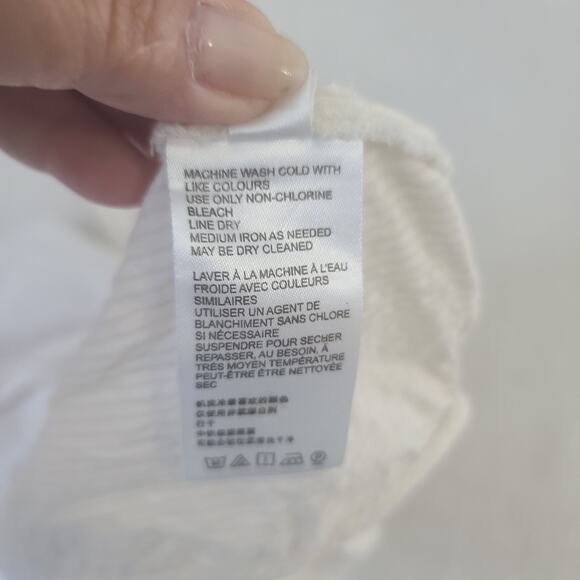 MACHINE WASH COLD WITH
LIKE COLOURS
USE ONLY NON-CHLORINE
BLEACH
LINE DRY
MEDIUM IRON AS NEEDED
MAY BE DRY CLEANED
LAVER À LA MACHINE À L'EAU
FROIDE AVEC COULEURS
SIMILAIRES
UTILISER UN AGENT DE
BLANCHIMENT SANS CHLORE
SI NÉCESSAIRE
SUSPENDRE POUR SECHER
REPASSER, AU BESOIN, À
TRÈS MOYEN TEMPÉRATURE
PEUT-ÊTRE ÊTRE NETTOYÉE
SEC